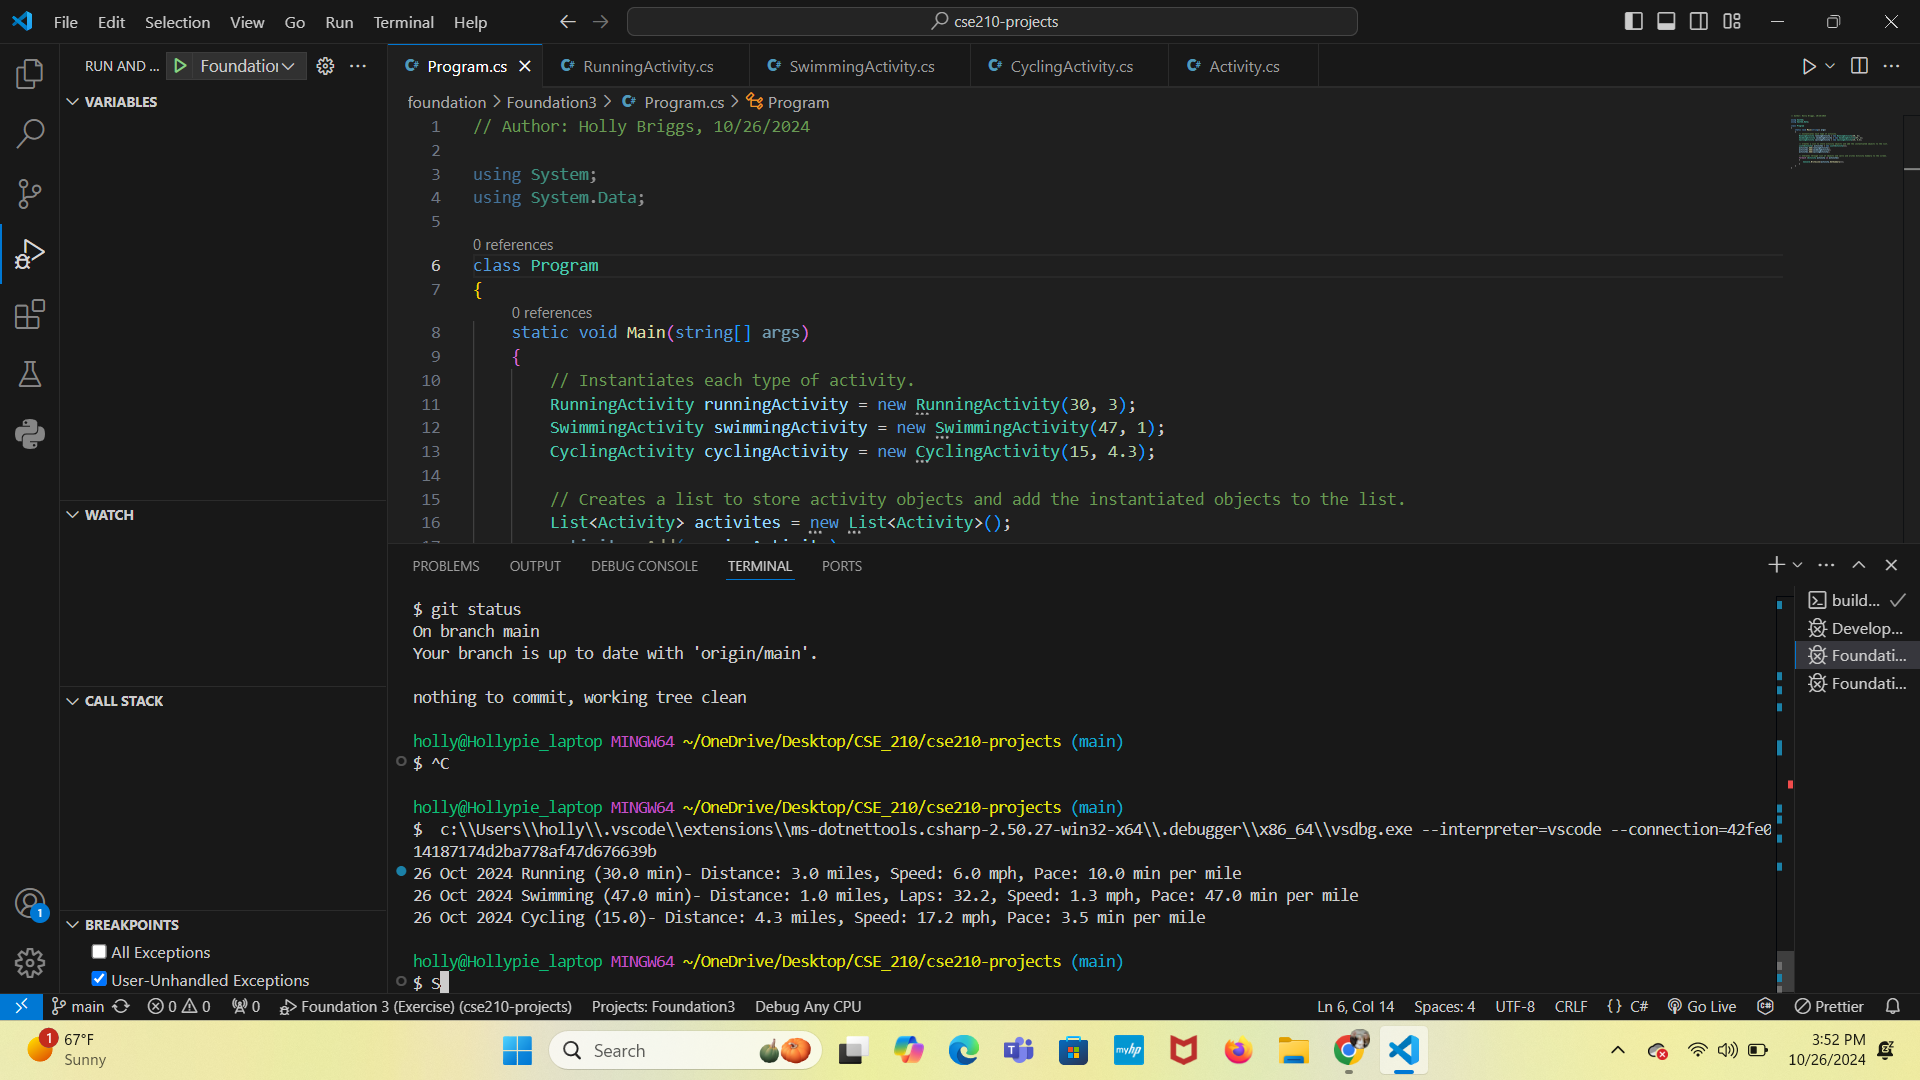 File Edit Selection View Go Run Terminal Help
cse210-projects
RUN AND ... Foundation
Program.cs RunningActivity.cs SwimmingActivity.cs CyclingActivity.cs Activity.cs
VARIABLES
foundation > Foundation3 > Program.cs > Program
1 // Author: Holly Briggs, 10/26/2024
2
3 using System;
4 using System.Data;
5
0 references
6 class Program
7 {
0 references
8 static void Main(string[] args)
9 {
10 // Instantiates each type of activity.
11 RunningActivity runningActivity = new RunningActivity(30, 3);
12 SwimmingActivity swimmingActivity = new SwimmingActivity(47, 1);
13 CyclingActivity cyclingActivity = new CyclingActivity(15, 4.3);
14
15 // Creates a list to store activity objects and add the instantiated objects to the list.
16 List<Activity> activites = new List<Activity>();
WATCH
CALL STACK
BREAKPOINTS
All Exceptions
User-Unhandled Exceptions
PROBLEMS OUTPUT DEBUG CONSOLE TERMINAL PORTS
$ git status
On branch main
Your branch is up to date with 'origin/main'.
nothing to commit, working tree clean
holly@Hollypie_laptop MINGW64 ~/OneDrive/Desktop/CSE_210/cse210-projects (main)
$ ^C
holly@Hollypie_laptop MINGW64 ~/OneDrive/Desktop/CSE_210/cse210-projects (main)
$ c:\\Users\\holly\\.vscode\\extensions\\ms-dotnettools.csharp-2.50.27-win32-x64\\.debugger\\x86_64\\vsdbg.exe --interpreter=vscode --connection=42fe0
14187174d2ba778af47d676639b
26 Oct 2024 Running (30.0 min)- Distance: 3.0 miles, Speed: 6.0 mph, Pace: 10.0 min per mile
26 Oct 2024 Swimming (47.0 min)- Distance: 1.0 miles, Laps: 32.2, Speed: 1.3 mph, Pace: 47.0 min per mile
26 Oct 2024 Cycling (15.0)- Distance: 4.3 miles, Speed: 17.2 mph, Pace: 3.5 min per mile
holly@Hollypie_laptop MINGW64 ~/OneDrive/Desktop/CSE_210/cse210-projects (main)
$ S
build...
Develop...
Foundati...
Foundati...
1
main 0 0 0 Foundation 3 (Exercise) (cse210-projects) Projects: Foundation3 Debug Any CPU Ln 6, Col 14 Spaces: 4 UTF-8 CRLF {} C# Go Live Prettier
1 67°F
Sunny
Search
myhp
3:52 PM
10/26/2024